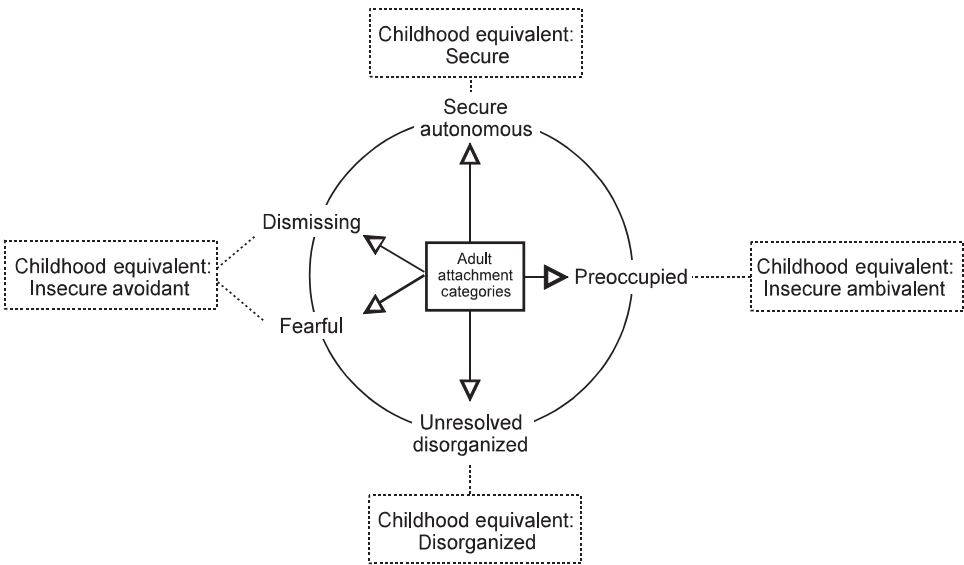 Childhood equivalent:
Secure
Secure
autonomous
Dismissing
Childhood equivalent:
Insecure avoidant
Fearful
Adult
attachment
categories
Preoccupied
Childhood equivalent:
Insecure ambivalent
Unresolved
disorganized
Childhood equivalent:
Disorganized